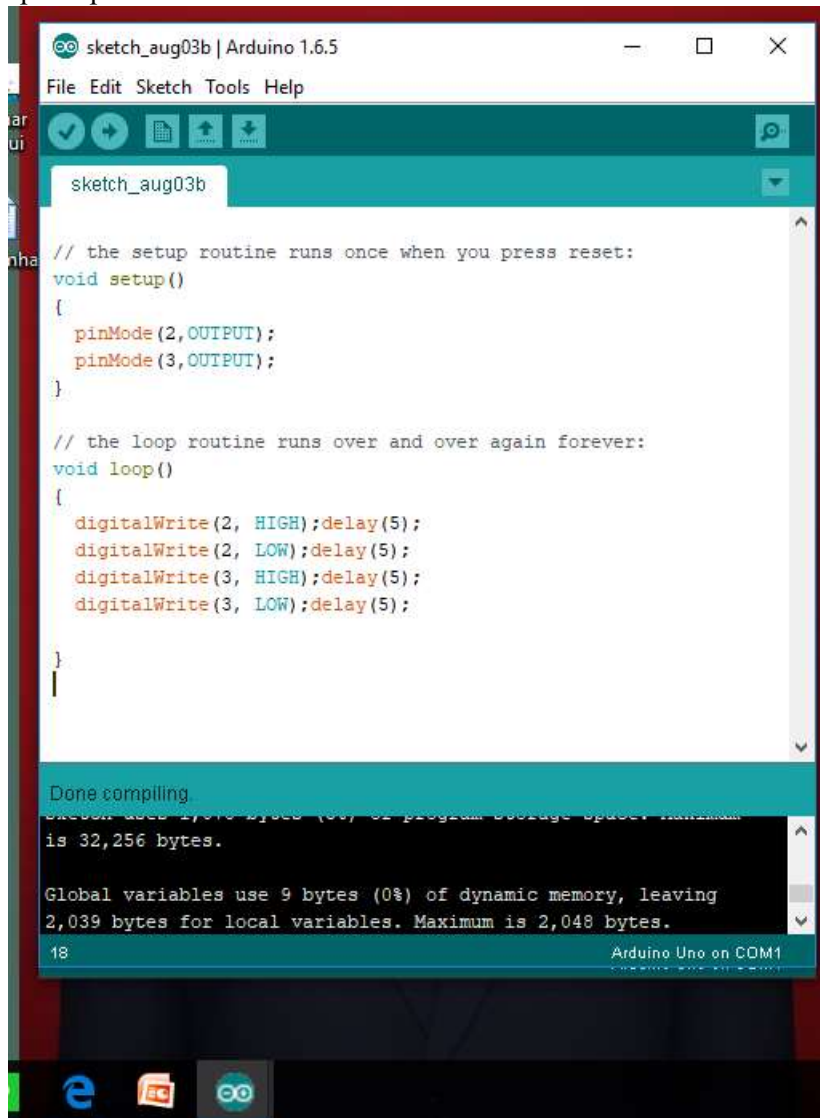 sketch_aug03b | Arduino 1.6.5
File Edit Sketch Tools Help
sketch_aug03b
// the setup routine runs once when you press reset:
void setup()
{
pinMode(2,OUTPUT);
pinMode(3,OUTPUT);
}
// the loop routine runs over and over again forever:
void loop()
{
digitalWrite(2, HIGH);delay(5);
digitalWrite(2, LOW);delay(5);
digitalWrite(3, HIGH);delay(5);
digitalWrite(3, LOW);delay(5);
}
Done compiling.
is 32,256 bytes.
Global variables use 9 bytes (0%) of dynamic memory, leaving
2,039 bytes for local variables. Maximum is 2,048 bytes.
18 Arduino Uno on COM1